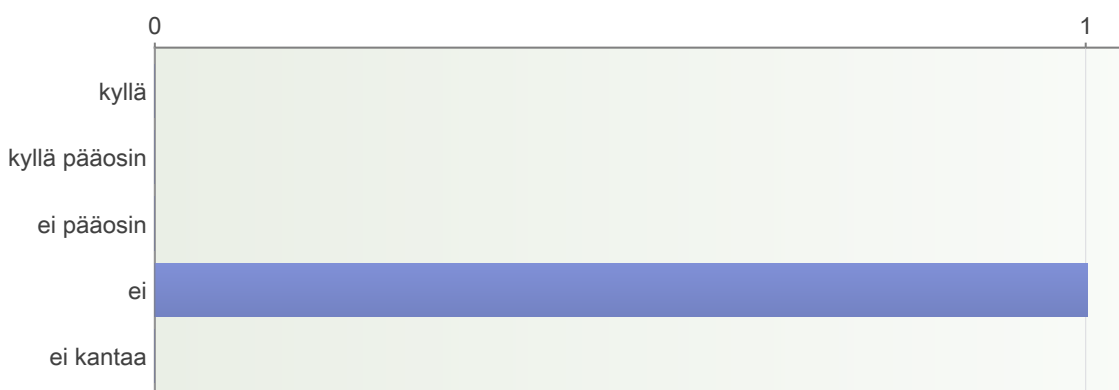 0 1
kyllä
kyllä pääosin
ei pääosin
ei
ei kantaa